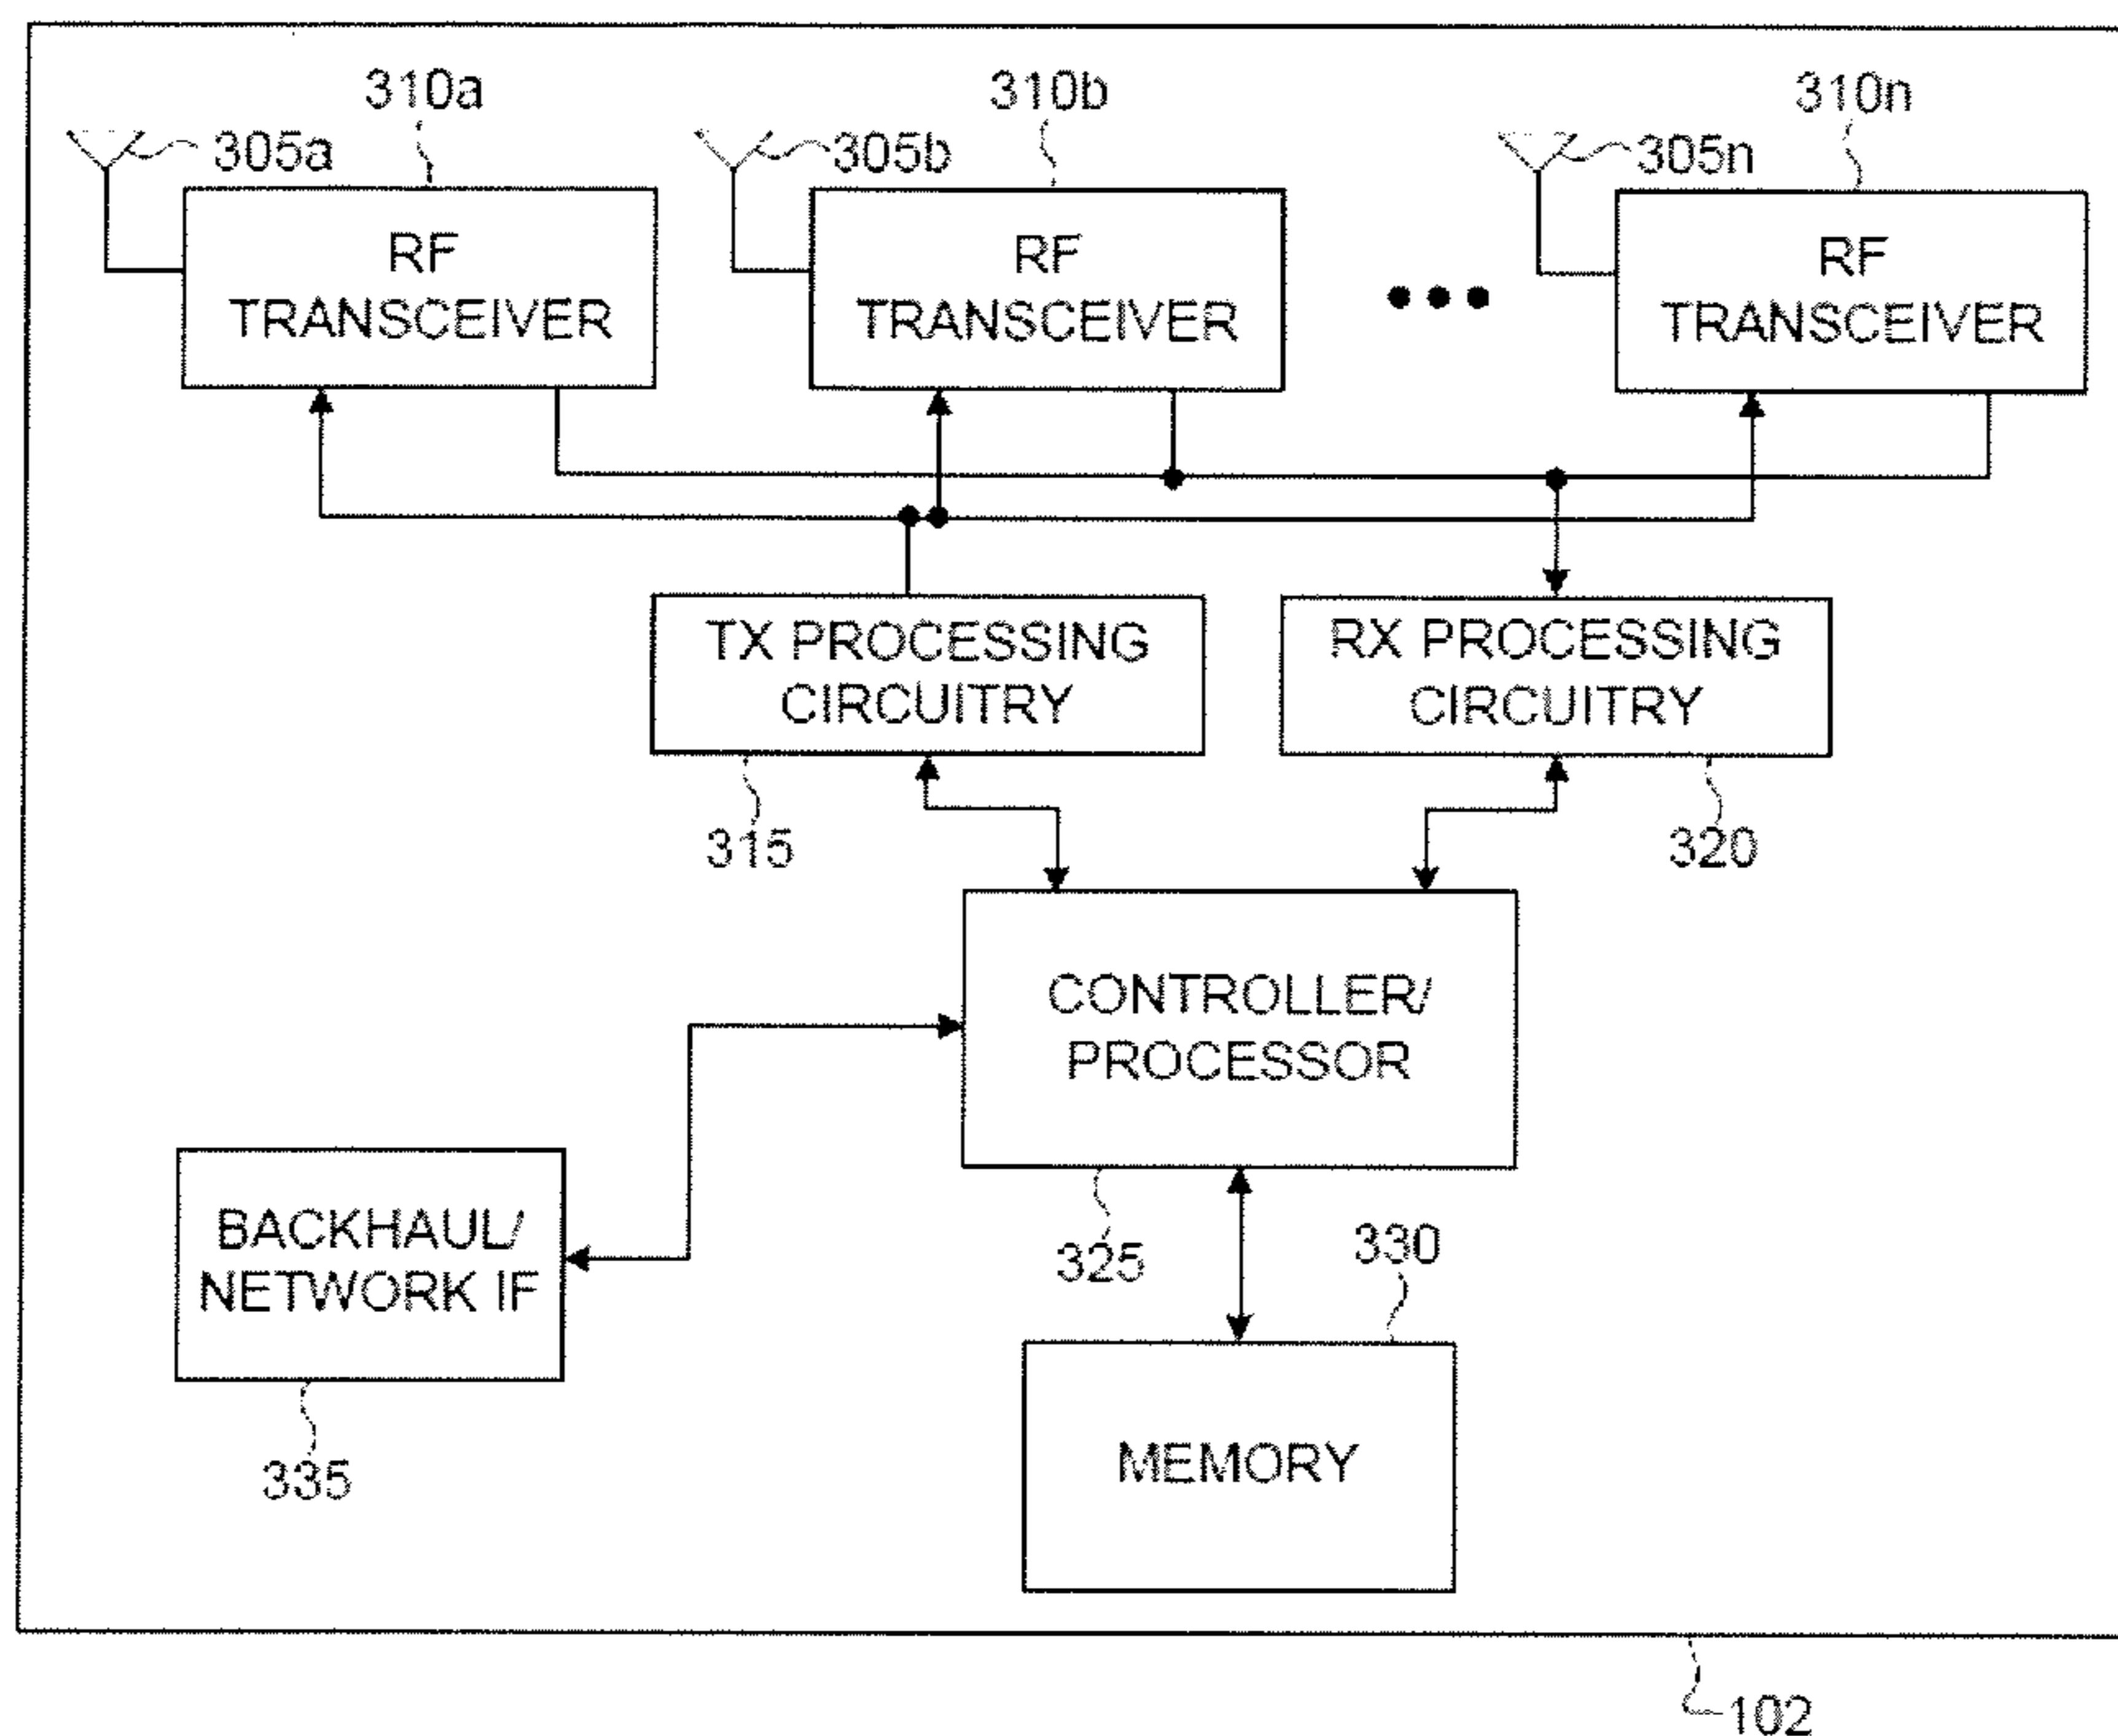 310a
310b
310n
305a
305b
305n
RF
TRANSCEIVER
RF
TRANSCEIVER
RF
TRANSCEIVER
TX PROCESSING
CIRCUITRY
RX PROCESSING
CIRCUITRY
315
320
CONTROLLER/
PROCESSOR
BACKHAUL/
NETWORK IF
325
330
335
MEMORY
102